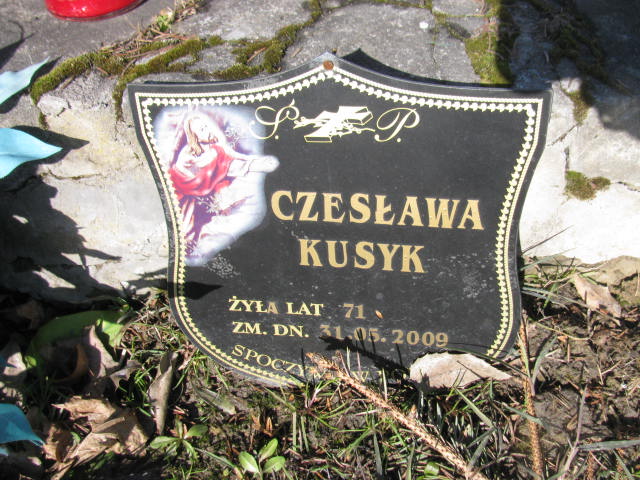 Ś P.
CZESŁAWA
KUSYK
ŻYŁA LAT 71
ZM. DN. 31-05.2009